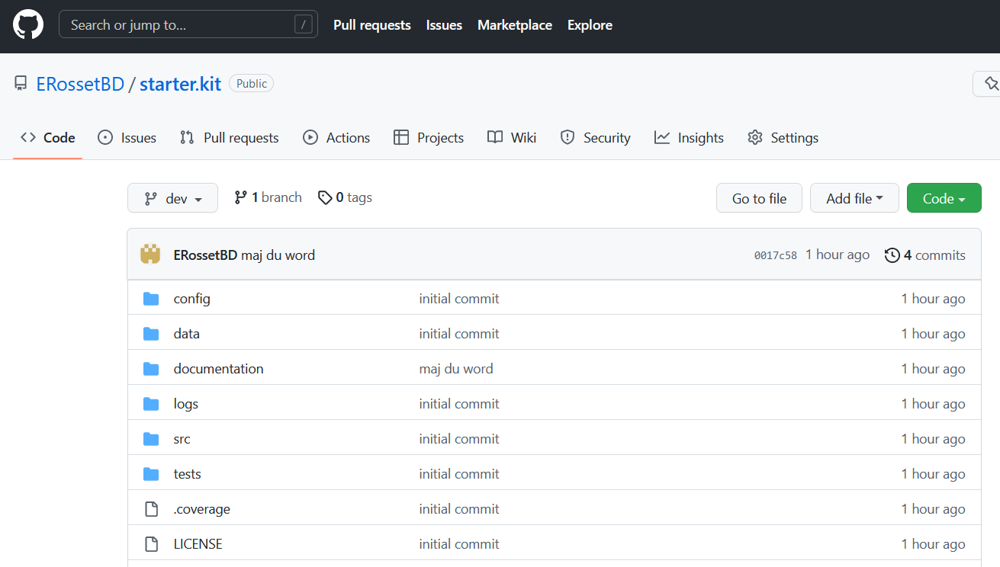 Search or jump to... / Pull requests Issues Marketplace Explore
ERossetBD / starter.kit Public
Code Issues Pull requests Actions Projects Wiki Security Insights Settings
dev 1 branch 0 tags Go to file Add file Code
ERossetBD maj du word 0017c58 1 hour ago 4 commits
config initial commit 1 hour ago
data initial commit 1 hour ago
documentation maj du word 1 hour ago
logs initial commit 1 hour ago
src initial commit 1 hour ago
tests initial commit 1 hour ago
.coverage initial commit 1 hour ago
LICENSE initial commit 1 hour ago